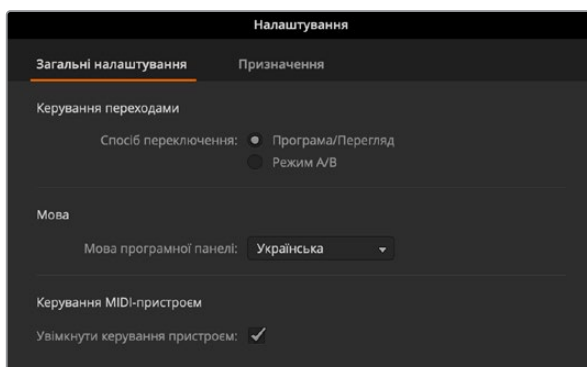 Налаштування
Загальні налаштування Призначення
Керування переходами
Спосіб переключення: Програма/Перегляд
Режим A/B
Мова
Мова програмної панелі: Українська
Керування MIDI-пристроєм
Увімкнути керування пристроєм: